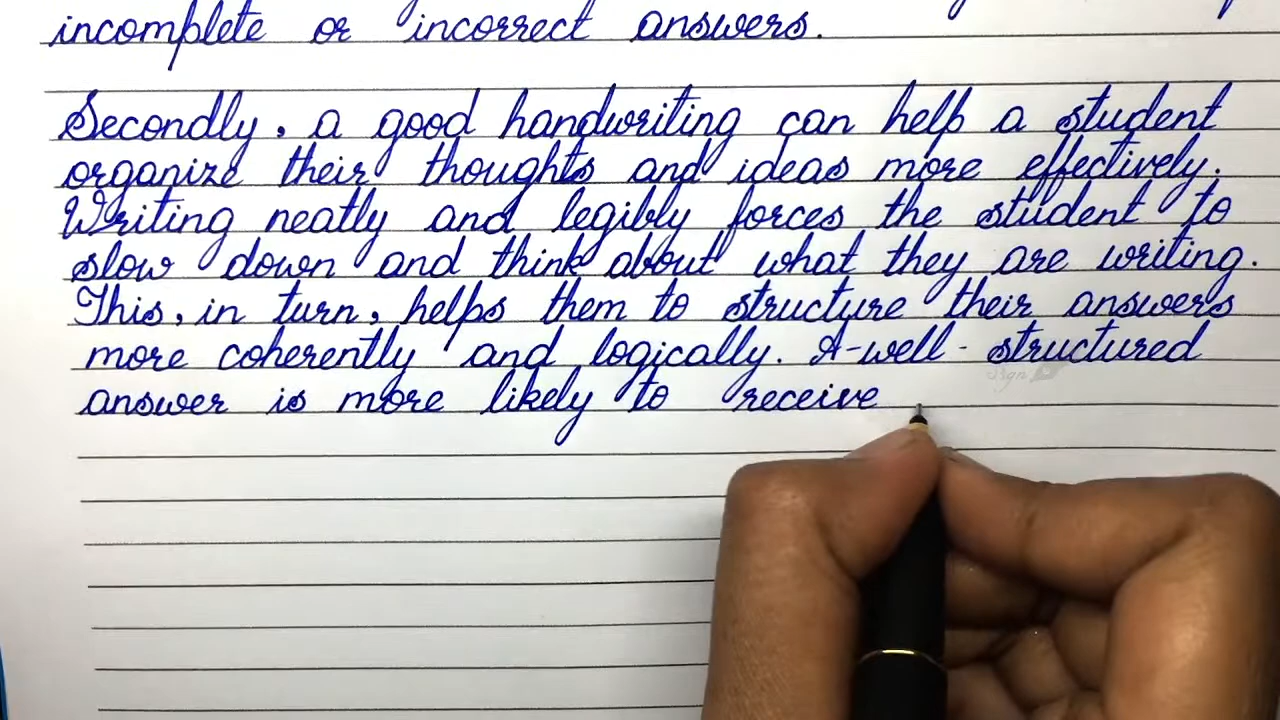 incomplete or incorrect answers.
Secondly, a good handwriting can help a student
organize their thoughts and ideas more effectively.
Writing neatly and legibly forces the student to
slow down and think about what they are writing.
This, in turn, helps them to structure their answers
more coherently and logically. A-well-structured
answer is more likely to receive